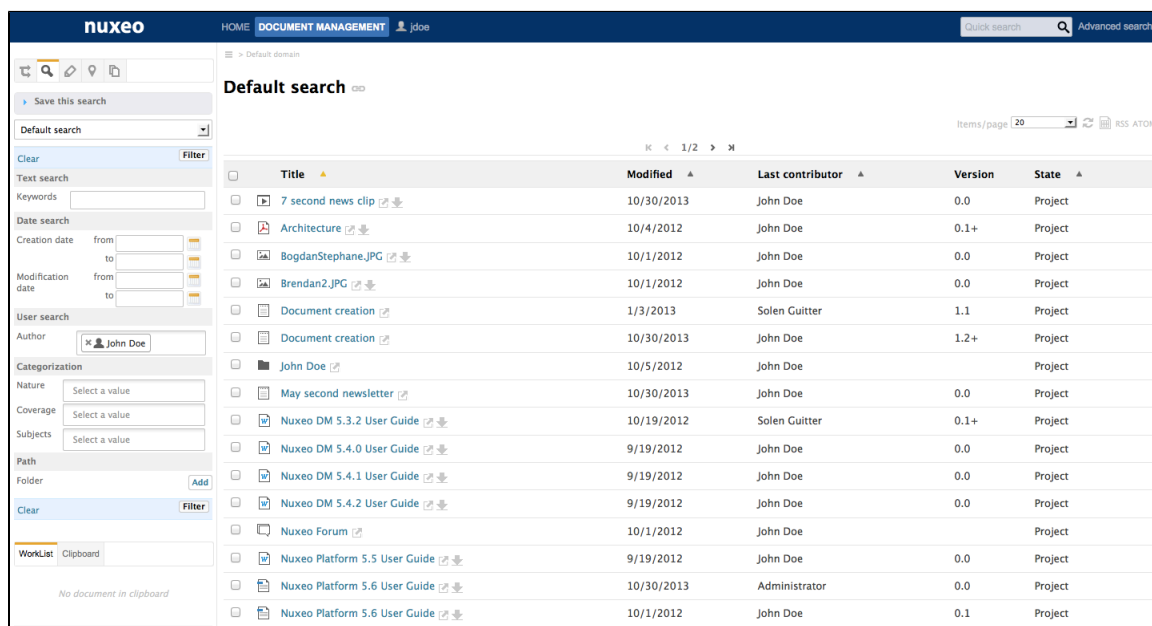 nuxeo HOME DOCUMENT MANAGEMENT jdoe Quick search Advanced search
> Default domain
Default search
Save this search
Default search
Clear Filter
Text search
Keywords
Date search
Creation date from
to
Modification date from
to
User search
Author × John Doe
Categorization
Nature Select a value
Coverage Select a value
Subjects Select a value
Path
Folder Add
Clear Filter
WorkList Clipboard
No document in clipboard
Items/page 20 RSS ATOM
1/2
Title Modified Last contributor Version State
7 second news clip 10/30/2013 John Doe 0.0 Project
Architecture 10/4/2012 John Doe 0.1+ Project
BogdanStephane.JPG 10/1/2012 John Doe 0.0 Project
Brendan2.JPG 10/1/2012 John Doe 0.0 Project
Document creation 1/3/2013 Solen Guitter 1.1 Project
Document creation 10/30/2013 John Doe 1.2+ Project
John Doe 10/5/2012 John Doe Project
May second newsletter 10/30/2013 John Doe 0.0 Project
Nuxeo DM 5.3.2 User Guide 10/19/2012 Solen Guitter 0.1+ Project
Nuxeo DM 5.4.0 User Guide 9/19/2012 John Doe 0.0 Project
Nuxeo DM 5.4.1 User Guide 9/19/2012 John Doe 0.0 Project
Nuxeo DM 5.4.2 User Guide 9/19/2012 John Doe 0.0 Project
Nuxeo Forum 10/1/2012 John Doe Project
Nuxeo Platform 5.5 User Guide 9/19/2012 John Doe 0.0 Project
Nuxeo Platform 5.6 User Guide 10/30/2013 Administrator 0.0 Project
Nuxeo Platform 5.6 User Guide 10/1/2012 John Doe 0.1 Project